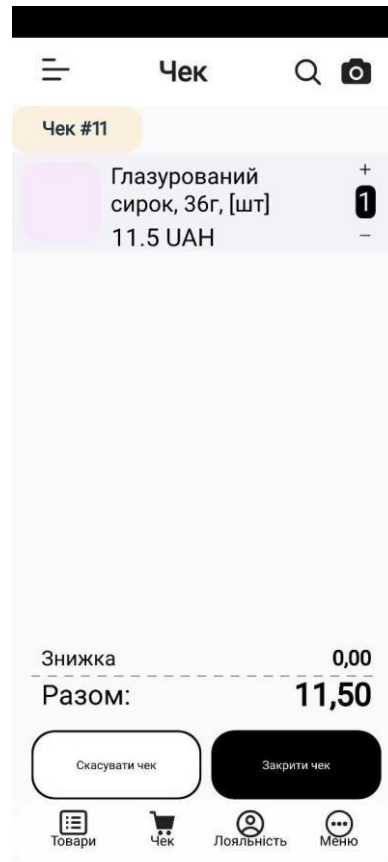 Чек
Чек #11
Глазурований
сирок, 36г, [шт]
11.5 UAH
+
1
−
Знижка 0,00
Разом: 11,50
Скасувати чек Закрити чек
Товари Чек Лояльність Меню